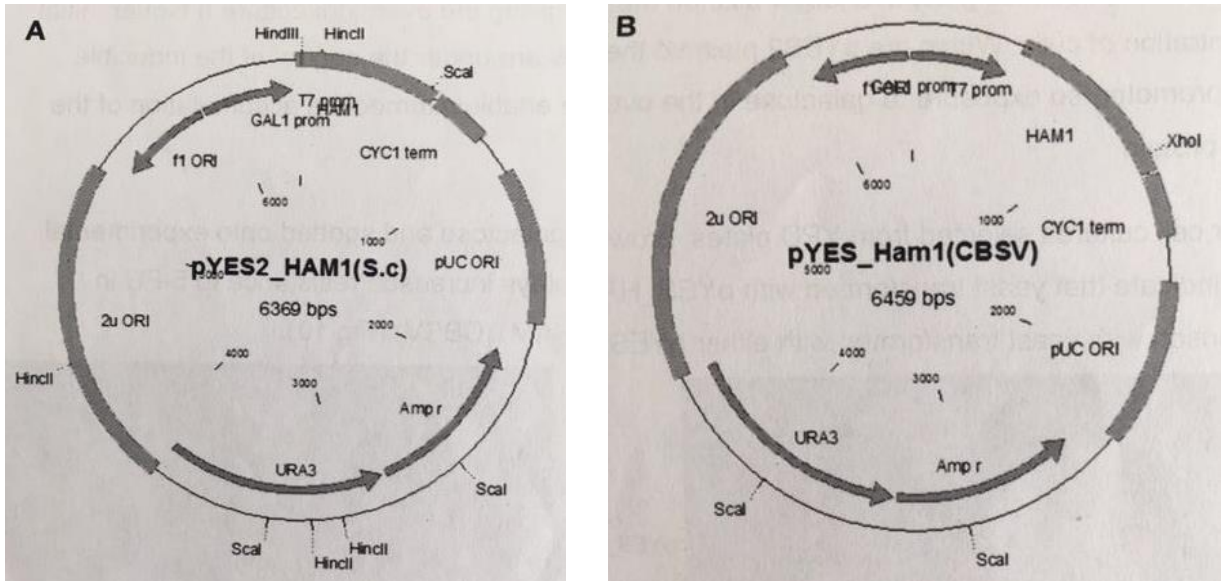 A
HindIII
HincII
ScaI
T7 prom
HAM1
GAL1 prom
CYC1 term
f1 ORI
6000
1000
pUC ORI
pYES2_HAM1(S.c)
5000
6369 bps
2u ORI
2000
4000
HincII
3000
Amp r
URA3
ScaI
ScaI
HincII
HincII
B
T7 prom
HAM1
XhoI
6000
2u ORI
1000
CYC1 term
pYES_Ham1(CBSV)
5000
6459 bps
2000
pUC ORI
4000
3000
URA3
Amp r
ScaI
ScaI